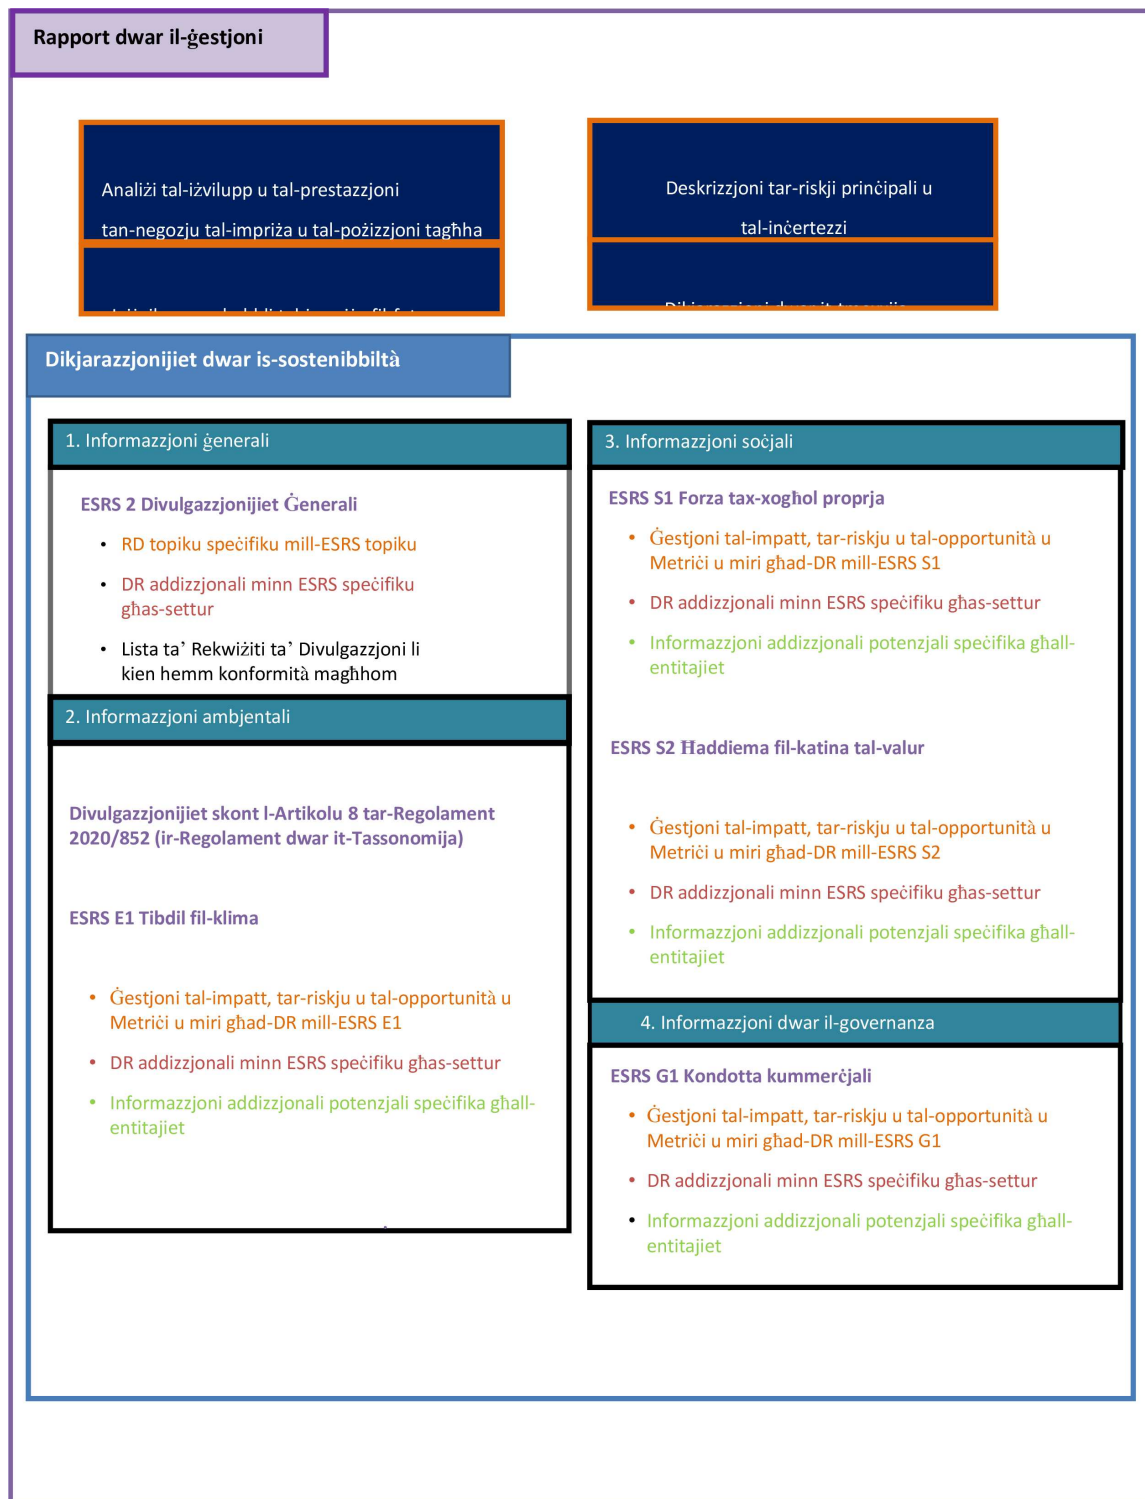 Rapport dwar il-ġestjoni
Analiżi tal-iżvilupp u tal-prestazzjoni
tan-negozju tal-impriża u tal-pożizzjoni tagħha
Deskrizzjoni tar-riskji prinċipali u
tal-inċertezzi
Dikjarazzjonijiet dwar is-sostenibbiltà
1. Informazzjoni ġenerali
ESRS 2 Divulgazzjonijiet Ġenerali
• RD topiku speċifiku mill-ESRS topiku
• DR addizzjonali minn ESRS speċifiku
għas-settur
• Lista ta’ Rekwiżiti ta’ Divulgazzjoni li
kien hemm konformità magħhom
2. Informazzjoni ambjentali
Divulgazzjonijiet skont l-Artikolu 8 tar-Regolament
2020/852 (ir-Regolament dwar it-Tassonomija)
ESRS E1 Tibdil fil-klima
• Ġestjoni tal-impatt, tar-riskju u tal-opportunità u
Metriċi u miri għad-DR mill-ESRS E1
• DR addizzjonali minn ESRS speċifiku għas-settur
• Informazzjoni addizzjonali potenzjali speċifika għall-
entitajiet
3. Informazzjoni soċjali
ESRS S1 Forza tax-xogħol proprja
• Ġestjoni tal-impatt, tar-riskju u tal-opportunità u
Metriċi u miri għad-DR mill-ESRS S1
• DR addizzjonali minn ESRS speċifiku għas-settur
• Informazzjoni addizzjonali potenzjali speċifika għall-
entitajiet
ESRS S2 Ħaddiema fil-katina tal-valur
• Ġestjoni tal-impatt, tar-riskju u tal-opportunità u
Metriċi u miri għad-DR mill-ESRS S2
• DR addizzjonali minn ESRS speċifiku għas-settur
• Informazzjoni addizzjonali potenzjali speċifika għall-
entitajiet
4. Informazzjoni dwar il-governanza
ESRS G1 Kondotta kummerċjali
• Ġestjoni tal-impatt, tar-riskju u tal-opportunità u
Metriċi u miri għad-DR mill-ESRS G1
• DR addizzjonali minn ESRS speċifiku għas-settur
• Informazzjoni addizzjonali potenzjali speċifika għall-
entitajiet